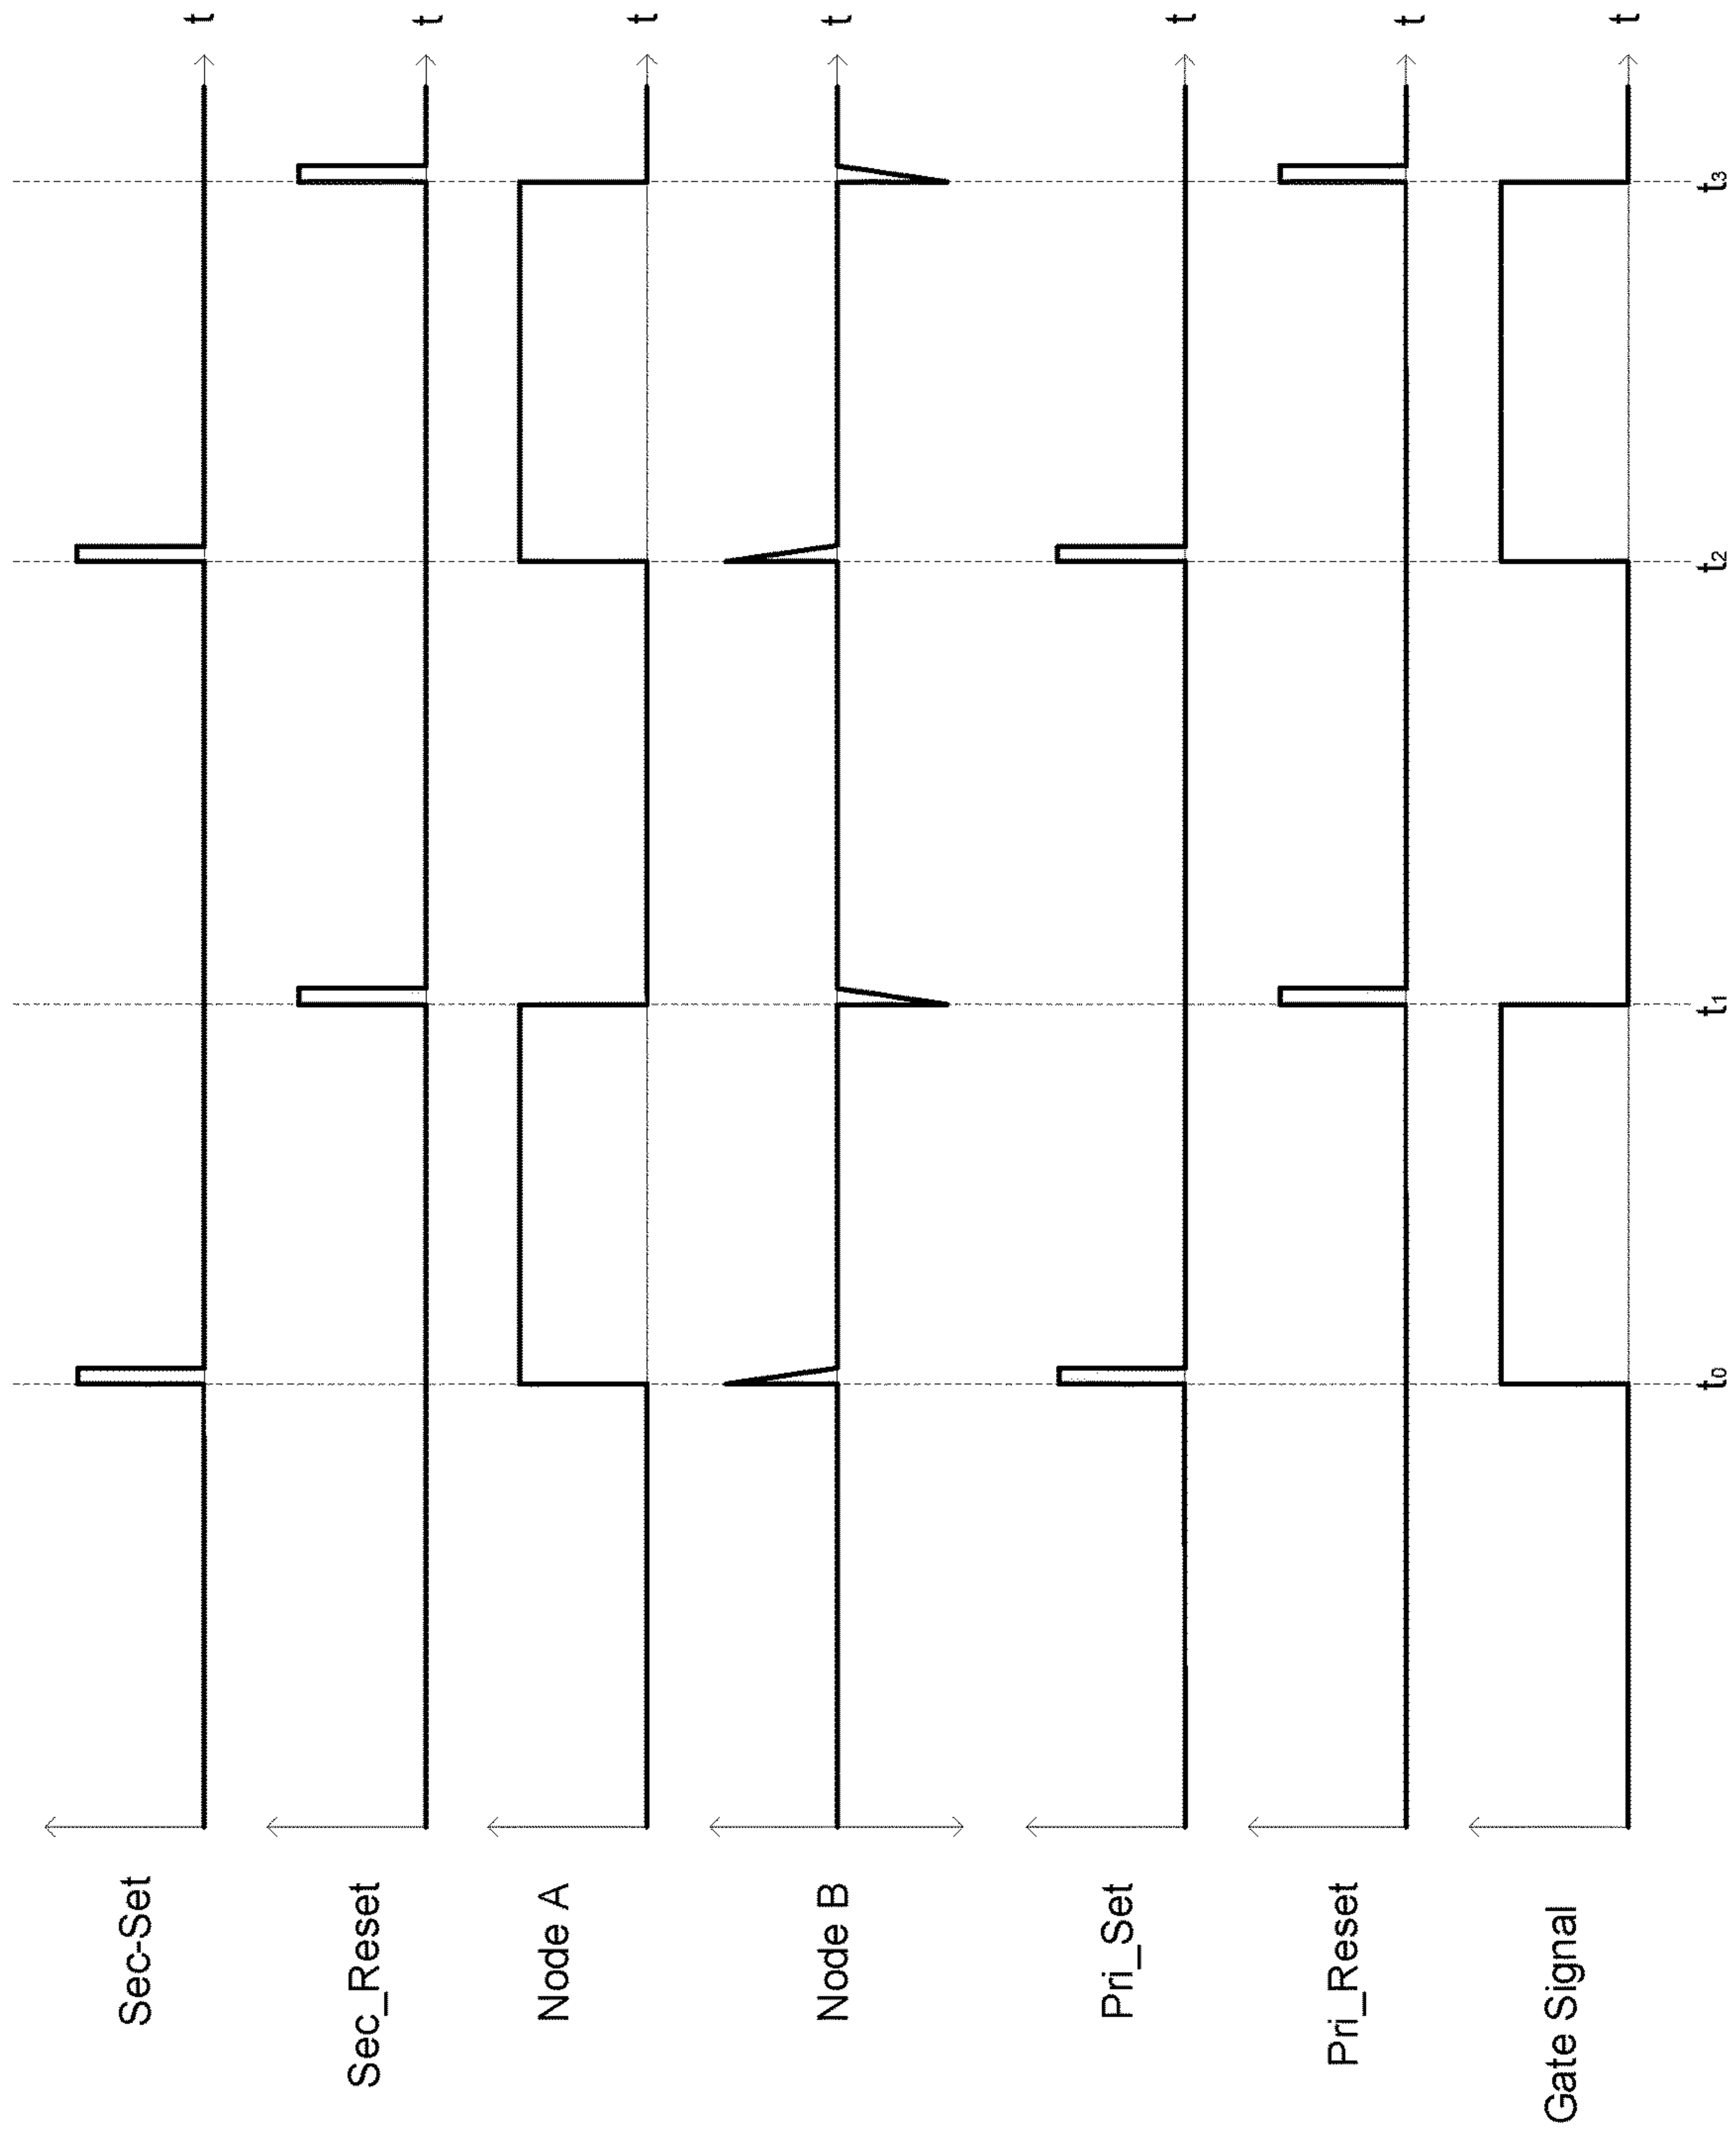 Sec-Set
t
Sec_Reset
t
Node A
t
Node B
t
Pri_Set
t
Pri_Reset
t
Gate Signal
t
t0
t1
t2
t3